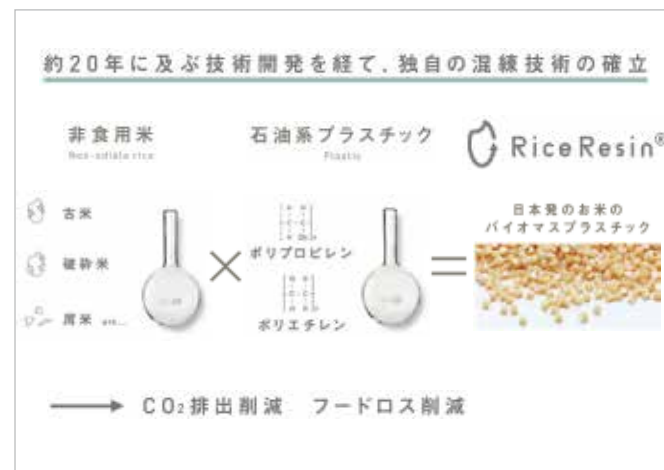 約20年に及ぶ技術開発を経て、独自の混練技術の確立
非食用米
Non-edible rice
石油系プラスチック
Plastic
RiceResin®
古米
破砕米
屑米 etc...
×
ポリプロピレン
ポリエチレン
=
日本発のお米の
バイオマスプラスチック
→ CO₂排出削減 フードロス削減